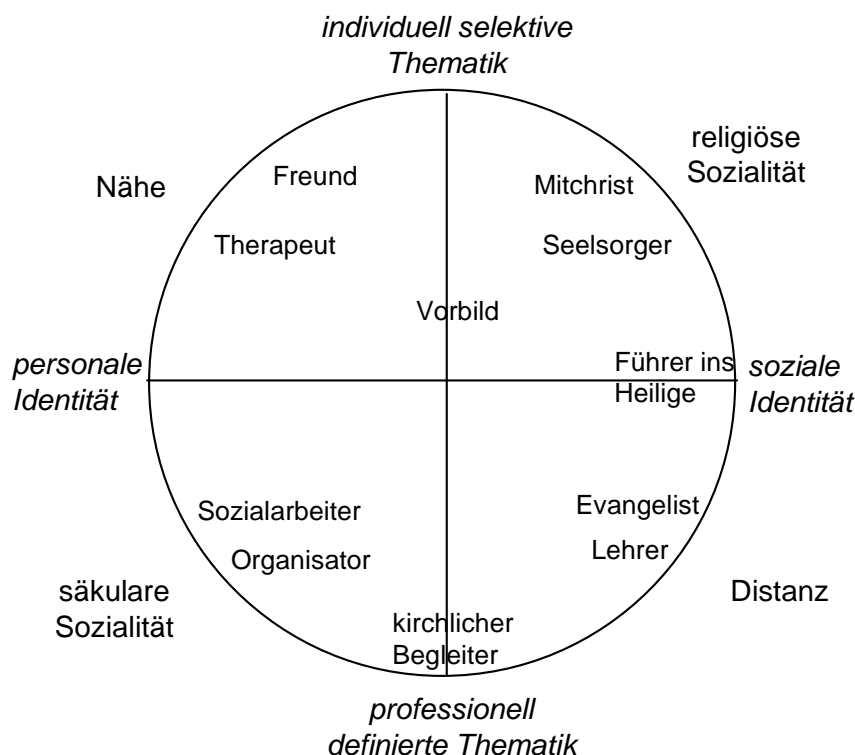 individuell selektive
Thematik
religiöse
Sozialität
Nähe
Freund
Mitchrist
Therapeut
Seelsorger
Vorbild
personale
Identität
Führer ins
Heilige
soziale
Identität
Sozialarbeiter
Evangelist
Organisator
Lehrer
säkulare
Sozialität
Distanz
kirchlicher
Begleiter
professionell
definierte Thematik